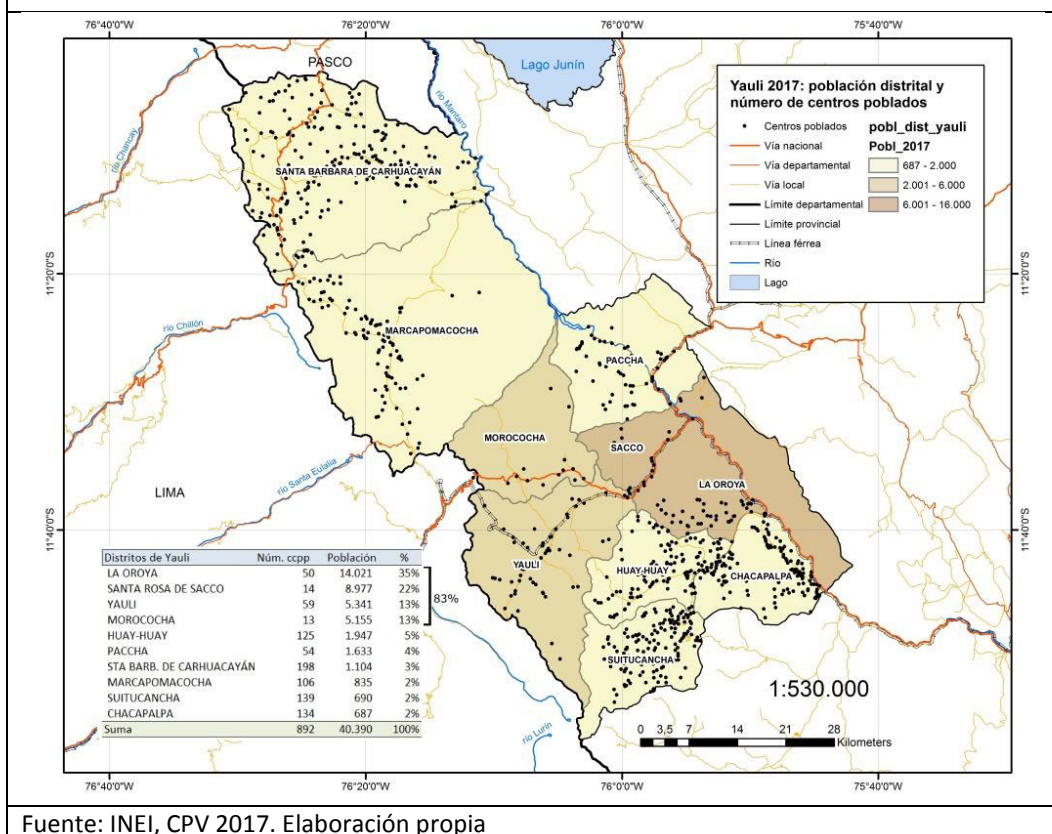 76°40'0"W 76°20'0"W 76°0'0"W 75°40'0"W
PASCO
Lago Junín
río Mantaro
río Chancay
Yauli 2017: población distrital y
número de centros poblados
Centros poblados
Vía nacional
Vía departamental
Vía local
Límite departamental
Límite provincial
Línea férrea
Río
Lago
pobl_dist_yauli
Pobl_2017
687 - 2.000
2.001 - 6.000
6.001 - 16.000
SANTA BARBARA DE CARHUACAYÁN
11°20'0"S 11°20'0"S
río Chillón
MARCAPOMACOCHA
PACCHA
MOROCOCHA
SACCO
río Santa Eulalia
LIMA
LA OROYA
11°40'0"S 11°40'0"S
YAULI
HUAY-HUAY
CHACAPALPA
SUITUCANCHA
Distritos de Yauli Núm. ccpp Población %
LA OROYA 50 14.021 35%
SANTA ROSA DE SACCO 14 8.977 22%
YAULI 59 5.341 13%
MOROCOCHA 13 5.155 13%
83%
HUAY-HUAY 125 1.947 5%
PACCHA 54 1.633 4%
STA BARB. DE CARHUACAYÁN 198 1.104 3%
MARCAPOMACOCHA 106 835 2%
SUITUCANCHA 139 690 2%
CHACAPALPA 134 687 2%
Suma 892 40.390 100%
río Lurín
1:530.000
0 3,5 7 14 21 28
Kilometers
76°40'0"W 76°20'0"W 76°0'0"W 75°40'0"W
Fuente: INEI, CPV 2017. Elaboración propia